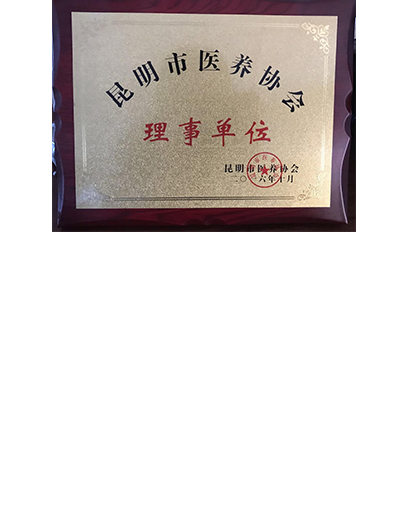 昆明市医养协会
理事单位
昆明市医养协会
二〇一六年十月